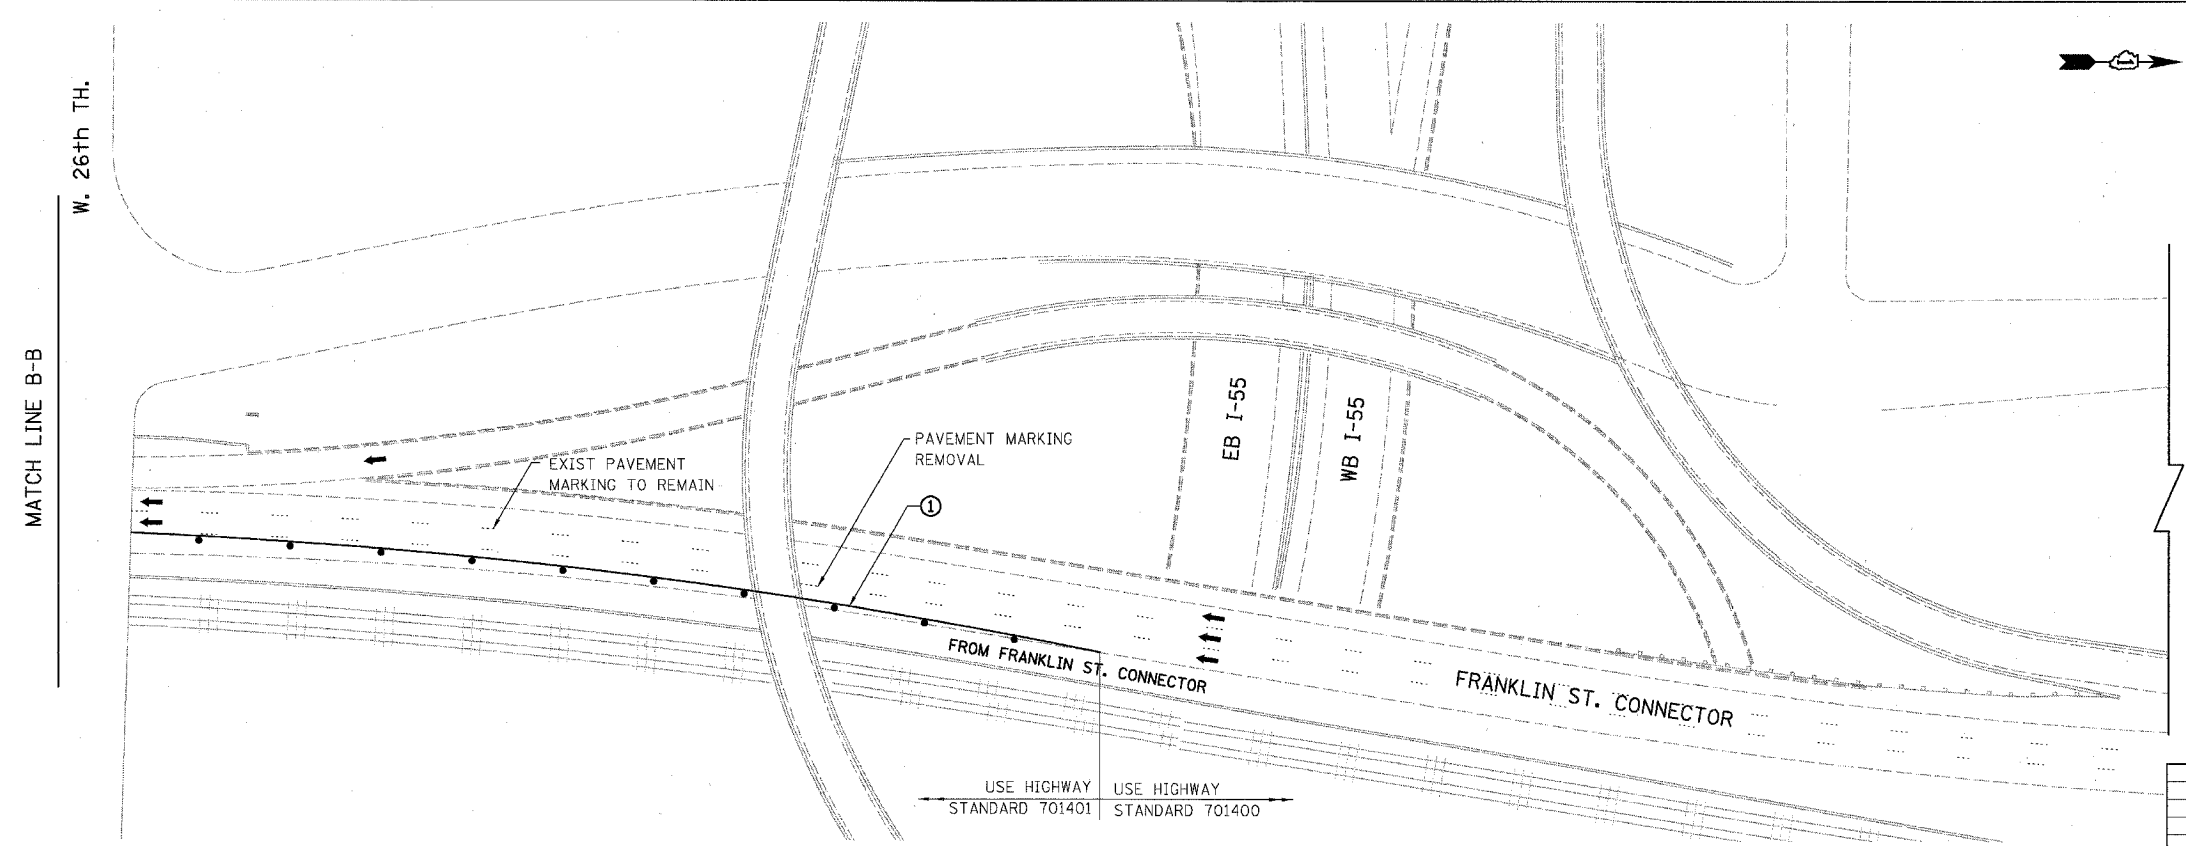 W. 26th TH.
MATCH LINE B-B
EXIST PAVEMENT
MARKING TO REMAIN
PAVEMENT MARKING
REMOVAL
1
EB I-55
WB I-55
FROM FRANKLIN ST. CONNECTOR
FRANKLIN ST. CONNECTOR
USE HIGHWAY
STANDARD 701401
USE HIGHWAY
STANDARD 701400